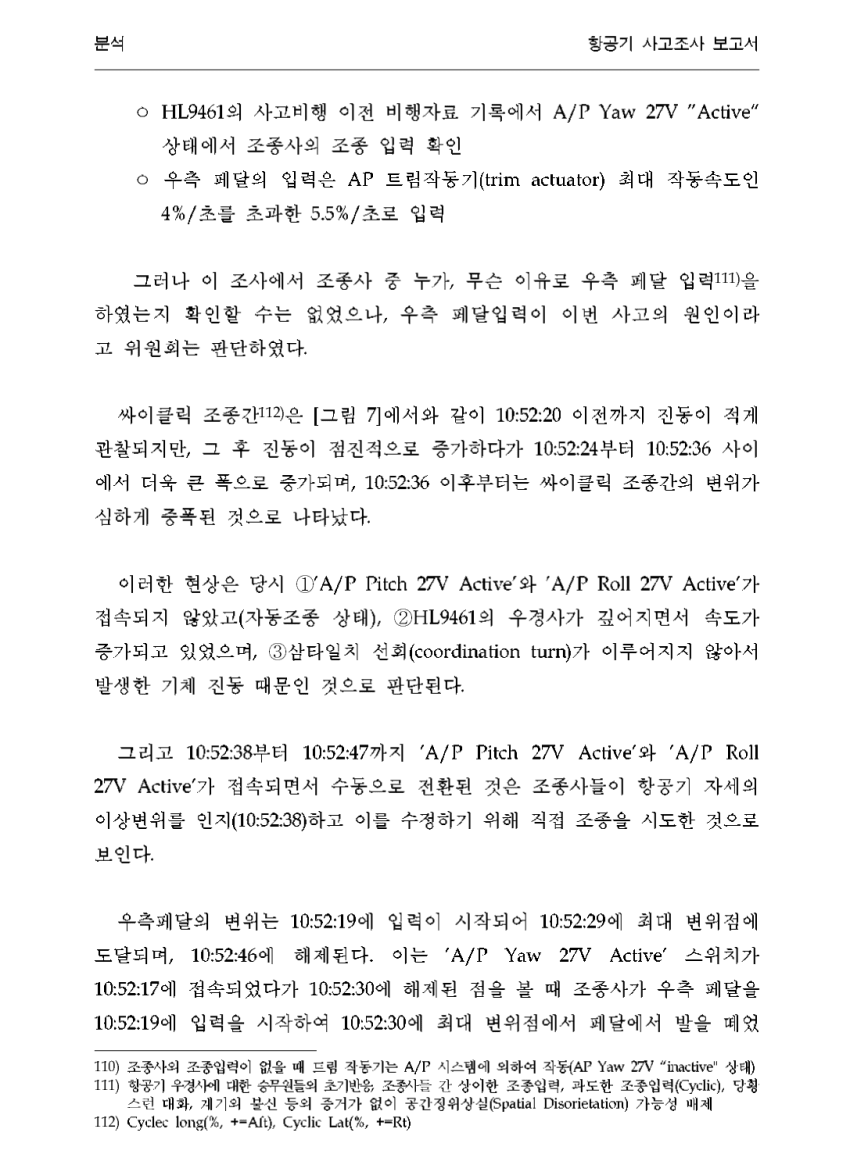 분석 항공기 사고조사 보고서
○ HL9461의 사고비행 이전 비행자료 기록에서 A/P Yaw 27V "Active"
상태에서 조종사의 조종 입력 확인
○ 우측 페달의 입력은 AP 트림작동기(trim actuator) 최대 작동속도인
4%/초를 초과한 5.5%/초로 입력
그러나 이 조사에서 조종사 중 누가, 무슨 이유로 우측 페달 입력111)을
하였는지 확인할 수는 없었으나, 우측 페달입력이 이번 사고의 원인이라
고 위원회는 판단하였다.
싸이클릭 조종간112)은 [그림 7]에서와 같이 10:52:20 이전까지 진동이 적게
관찰되지만, 그 후 진동이 점진적으로 증가하다가 10:52:24부터 10:52:36 사이
에서 더욱 큰 폭으로 증가되며, 10:52:36 이후부터는 싸이클릭 조종간의 변위가
심하게 증폭된 것으로 나타났다.
이러한 현상은 당시 ①'A/P Pitch 27V Active'와 'A/P Roll 27V Active'가
접속되지 않았고(자동조종 상태), ②HL9461의 우경사가 깊어지면서 속도가
증가되고 있었으며, ③삼타일치 선회(coordination turn)가 이루어지지 않아서
발생한 기체 진동 때문인 것으로 판단된다.
그리고 10:52:38부터 10:52:47까지 'A/P Pitch 27V Active'와 'A/P Roll
27V Active'가 접속되면서 수동으로 전환된 것은 조종사들이 항공기 자세의
이상변위를 인지(10:52:38)하고 이를 수정하기 위해 직접 조종을 시도한 것으로
보인다.
우측페달의 변위는 10:52:19에 입력이 시작되어 10:52:29에 최대 변위점에
도달되며, 10:52:46에 해제된다. 이는 'A/P Yaw 27V Active' 스위치가
10:52:17에 접속되었다가 10:52:30에 해제된 점을 볼 때 조종사가 우측 페달을
10:52:19에 입력을 시작하여 10:52:30에 최대 변위점에서 페달에서 발을 떼었
110) 조종사의 조종입력이 없을 때 트림 작동기는 A/P 시스템에 의하여 작동(AP Yaw 27V "inactive" 상태)
111) 항공기 우경사에 대한 승무원들의 초기반응, 조종사들 간 상이한 조종입력, 과도한 조종입력(Cyclic), 당황
스런 대화, 계기의 불신 등의 증거가 없이 공간정위상실(Spatial Disorietation) 가능성 배제
112) Cyclec long(%, +=Aft), Cyclic Lat(%, +=Rt)